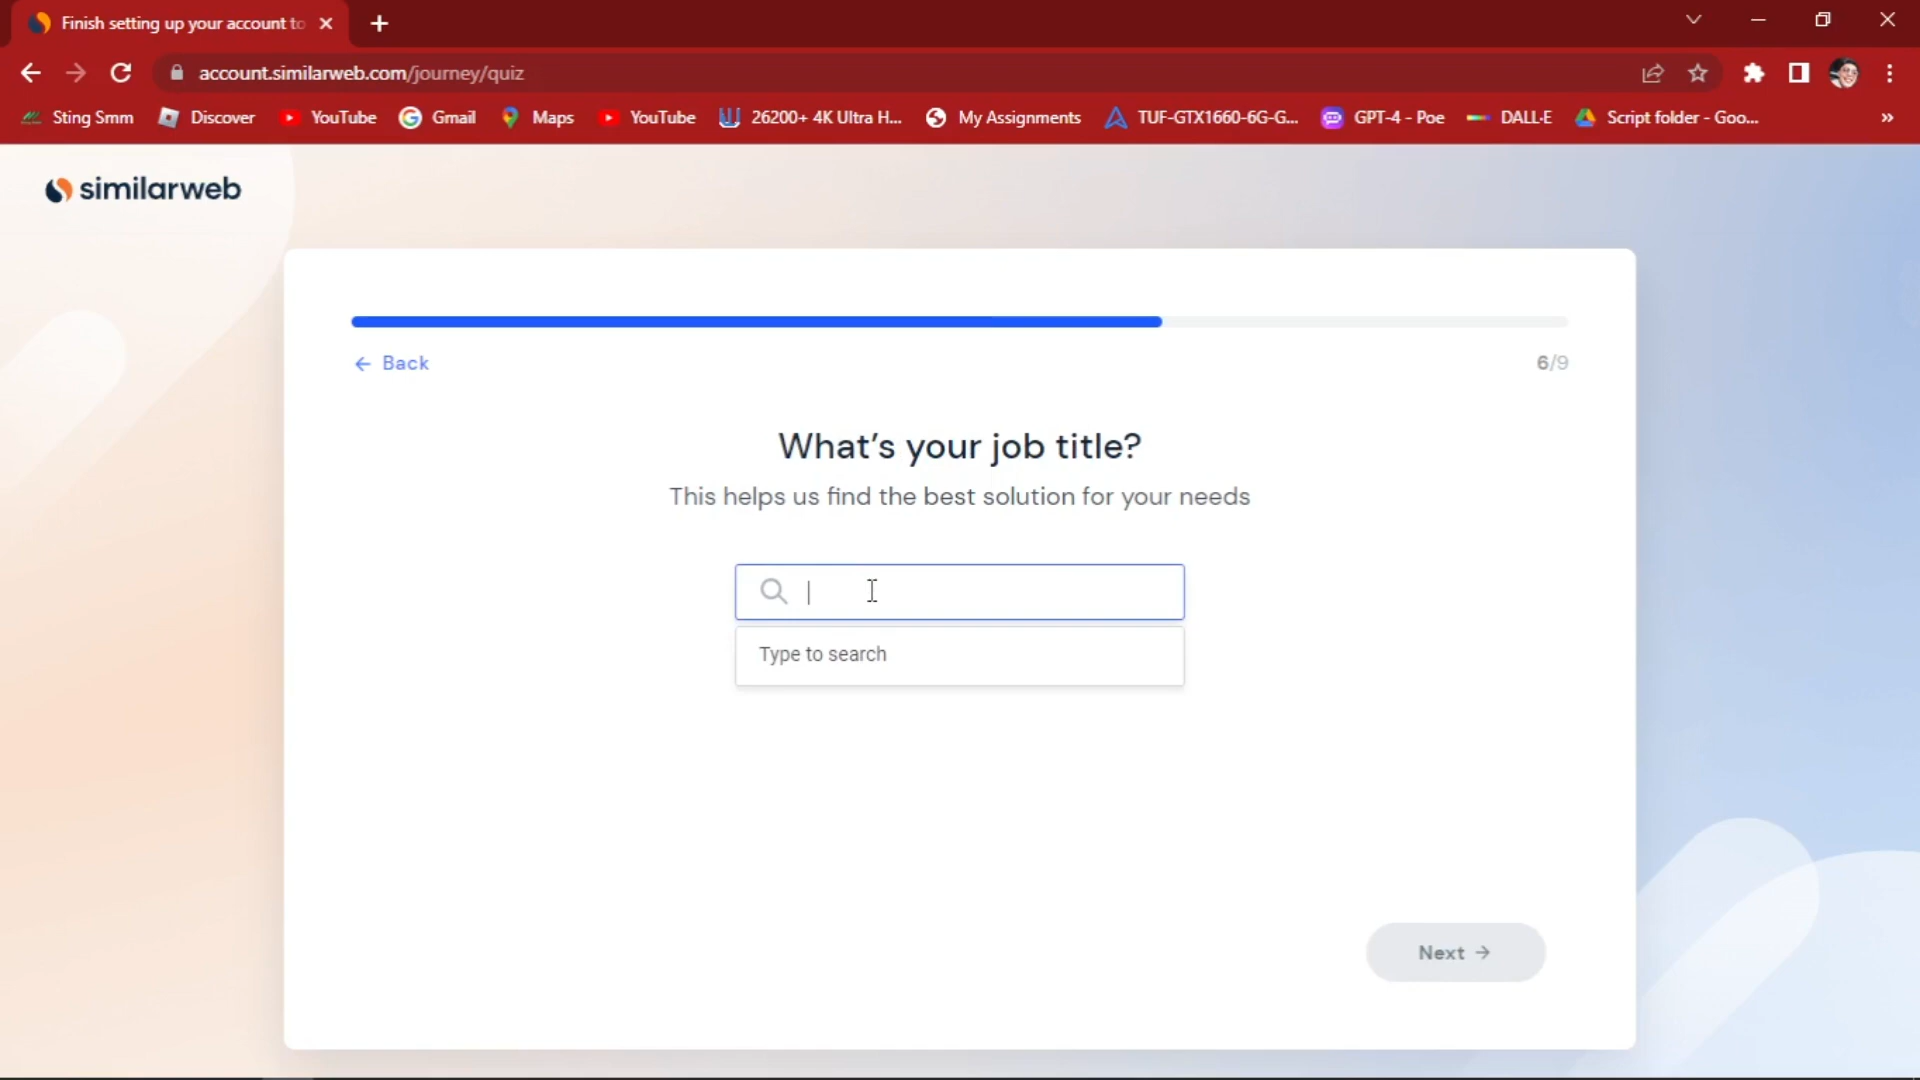 Finish setting up your account to
account.similarweb.com/journey/quiz
Sting Smm Discover YouTube Gmail Maps YouTube 26200+ 4K Ultra H... My Assignments TUF-GTX1660-6G-G... GPT-4 - Poe DALL·E Script folder - Goo... »
similarweb
← Back 6/9
What's your job title?
This helps us find the best solution for your needs
Type to search
Next →